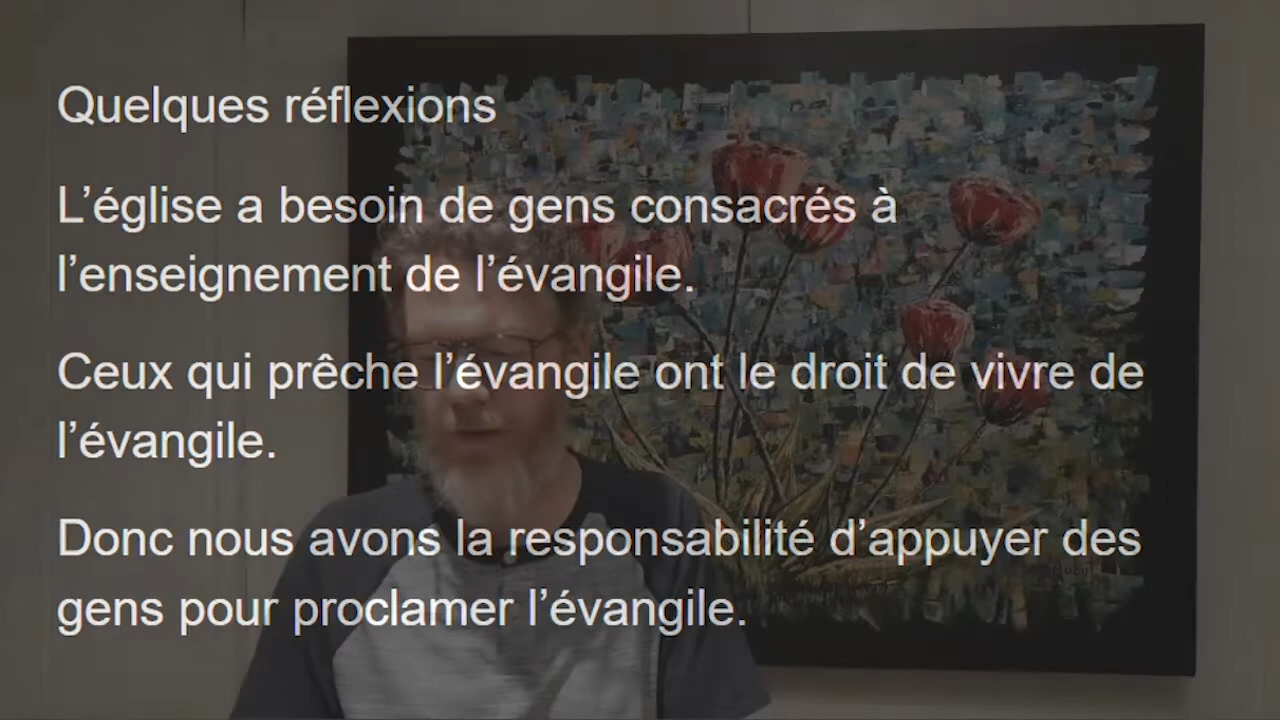 Quelques réflexions
L’église a besoin de gens consacrés à
l’enseignement de l’évangile.
Ceux qui prêche l’évangile ont le droit de vivre de
l’évangile.
Donc nous avons la responsabilité d’appuyer des
gens pour proclamer l’évangile.